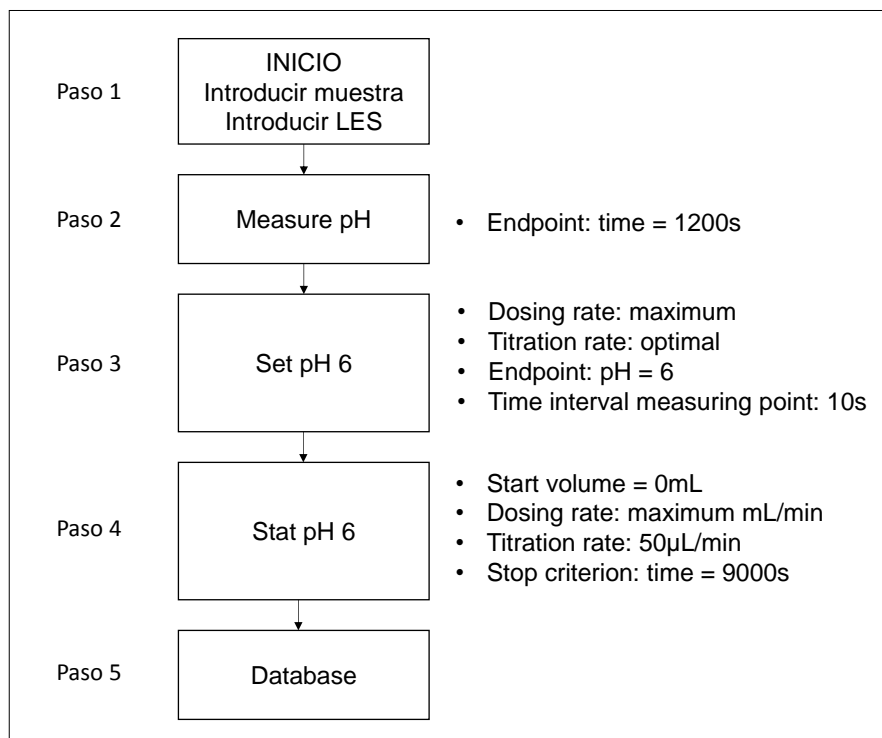 Paso 1
INICIO
Introducir muestra
Introducir LES
Paso 2
Measure pH
• Endpoint: time = 1200s
Paso 3
Set pH 6
• Dosing rate: maximum
• Titration rate: optimal
• Endpoint: pH = 6
• Time interval measuring point: 10s
Paso 4
Stat pH 6
• Start volume = 0mL
• Dosing rate: maximum mL/min
• Titration rate: 50µL/min
• Stop criterion: time = 9000s
Paso 5
Database